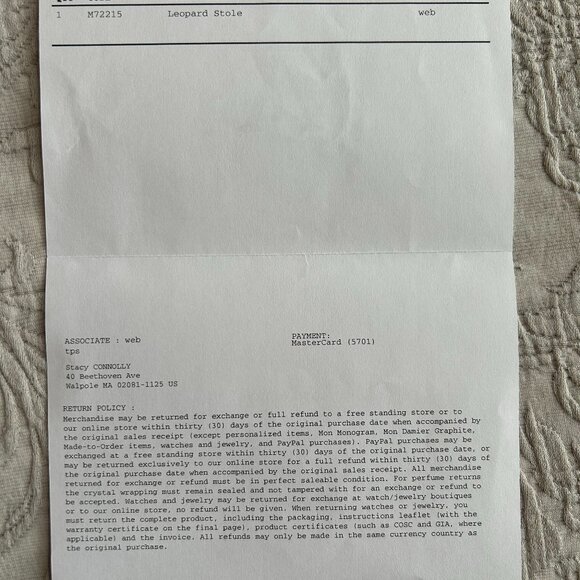 1 M72215 Leopard Stole web
ASSOCIATE : web
tps
PAYMENT:
MasterCard (5701)
Stacy CONNOLLY
40 Beethoven Ave
Walpole MA 02081-1125 US
RETURN POLICY :
Merchandise may be returned for exchange or full refund to a free standing store or to
our online store within thirty (30) days of the original purchase date when accompanied by
the original sales receipt (except personalized items, Mon Monogram, Mon Damier Graphite,
Made-to-Order items, watches and jewelry, and PayPal purchases). PayPal purchases may be
exchanged at a free standing store within thirty (30) days of the original purchase date, or
may be returned exclusively to our online store for a full refund within thirty (30) days of
the original purchase date when accompanied by the original sales receipt. All merchandise
returned for exchange or refund must be in perfect saleable condition. For perfume returns
the crystal wrapping must remain sealed and not tampered with for an exchange or refund to
be accepted. Watches and jewelry may be returned for exchange at watch/jewelry boutiques
or to our online store, no refund will be given. When returning watches or jewelry, you
must return the complete product, including the packaging, instructions leaflet (with the
warranty certificate on the final page), product certificates (such as COSC and GIA, where
applicable) and the invoice. All refunds may only be made in the same currency country as
the original purchase.